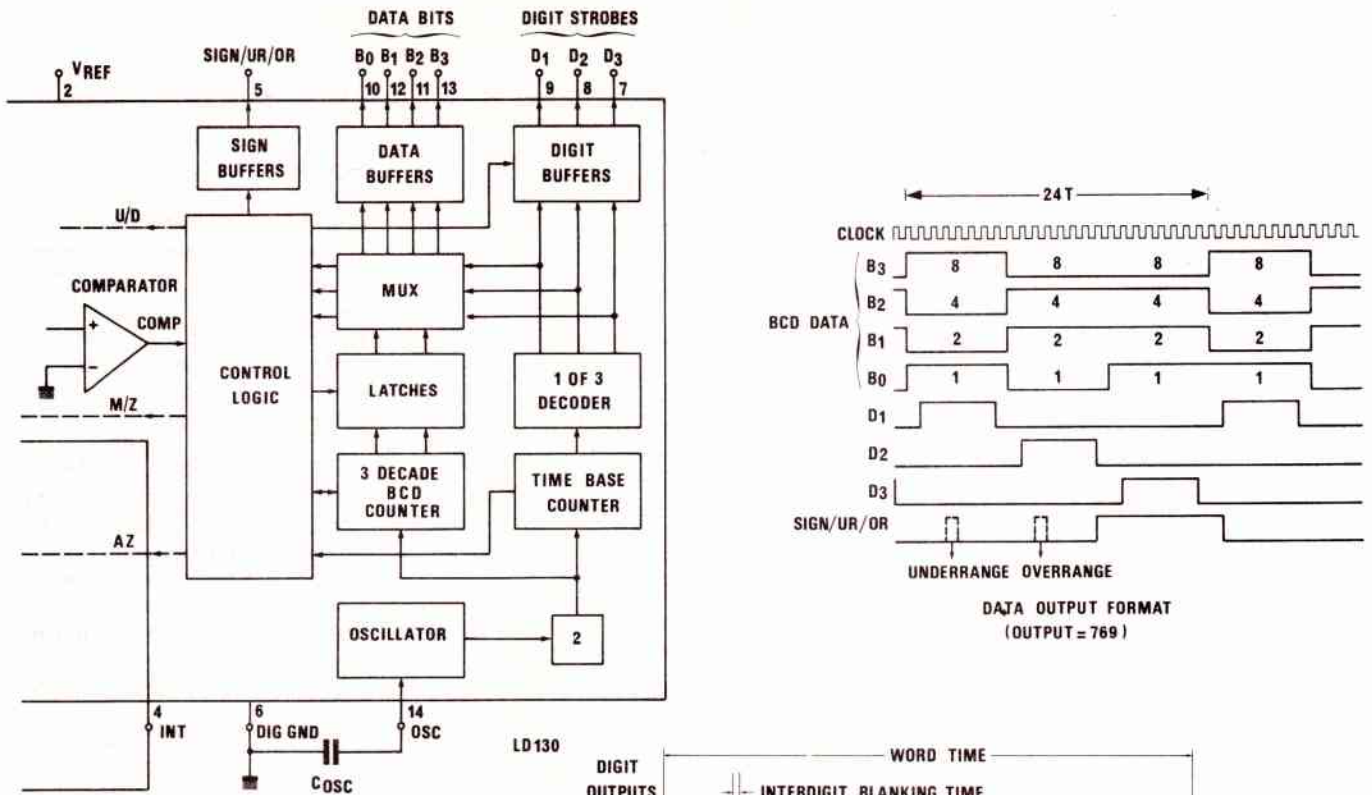 DATA BITS
DIGIT STROBES
SIGN/UR/OR
B0 B1 B2 B3
D1 D2 D3
VREF
2
5
10 12 11 13
9 8 7
SIGN
BUFFERS
DATA
BUFFERS
DIGIT
BUFFERS
U/D
COMPARATOR
COMP
+
−
MUX
CONTROL
LOGIC
LATCHES
1 OF 3
DECODER
M/Z
3 DECADE
BCD
COUNTER
TIME BASE
COUNTER
AZ
OSCILLATOR
2
4
INT
6
DIG GND
14
OSC
COSC
LD130
24T
CLOCK
BCD DATA
B3 8 8 8 8
B2 4 4 4 4
B1 2 2 2 2
B0 1 1 1 1
D1
D2
D3
SIGN/UR/OR
UNDERRANGE OVERRANGE
DATA OUTPUT FORMAT
(OUTPUT = 769)
DIGIT
OUTPUTS
WORD TIME
INTERDIGIT BLANKING TIME